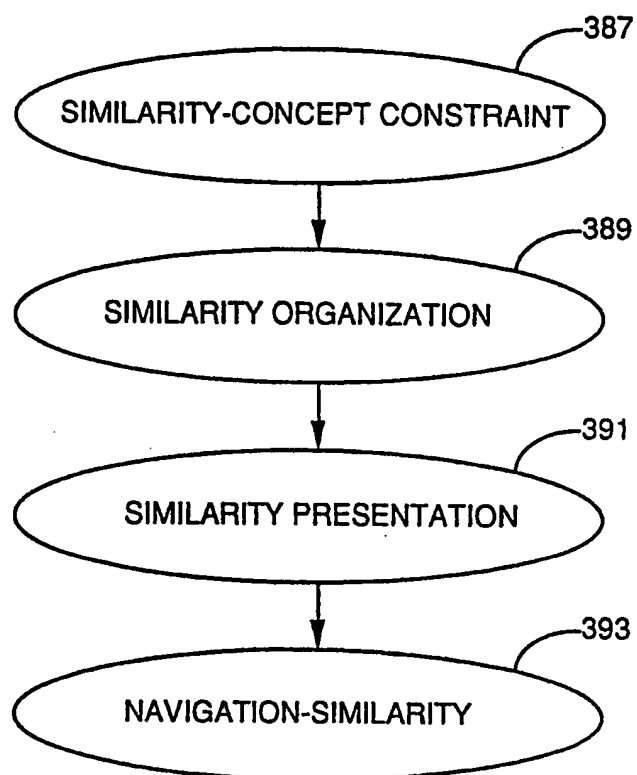 387
SIMILARITY-CONCEPT CONSTRAINT
389
SIMILARITY ORGANIZATION
391
SIMILARITY PRESENTATION
393
NAVIGATION-SIMILARITY